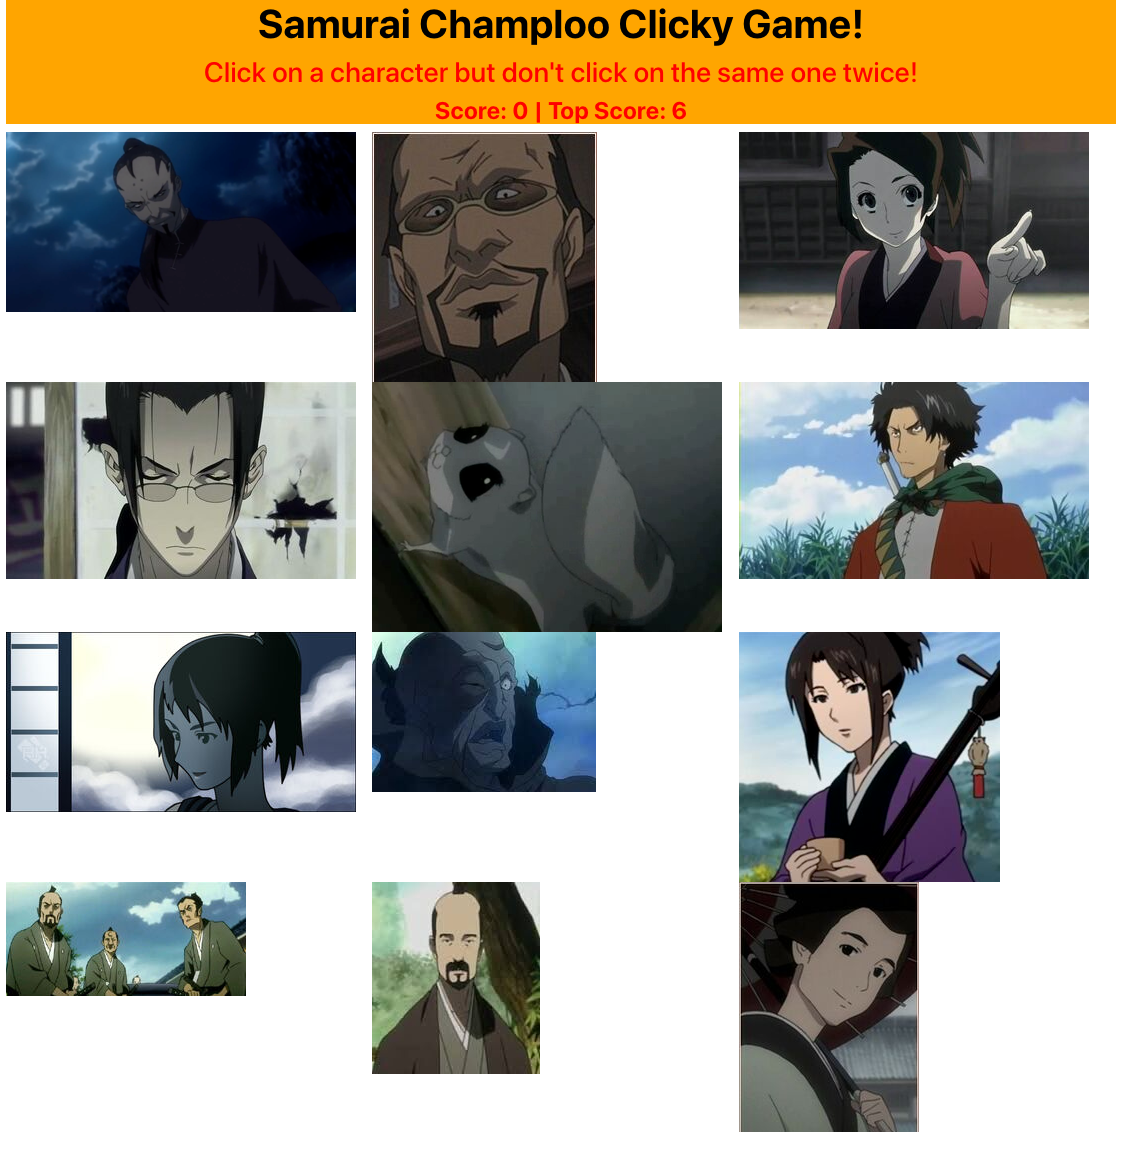 Samurai Champloo Clicky Game!
Click on a character but don't click on the same one twice!
Score: 0 | Top Score: 6